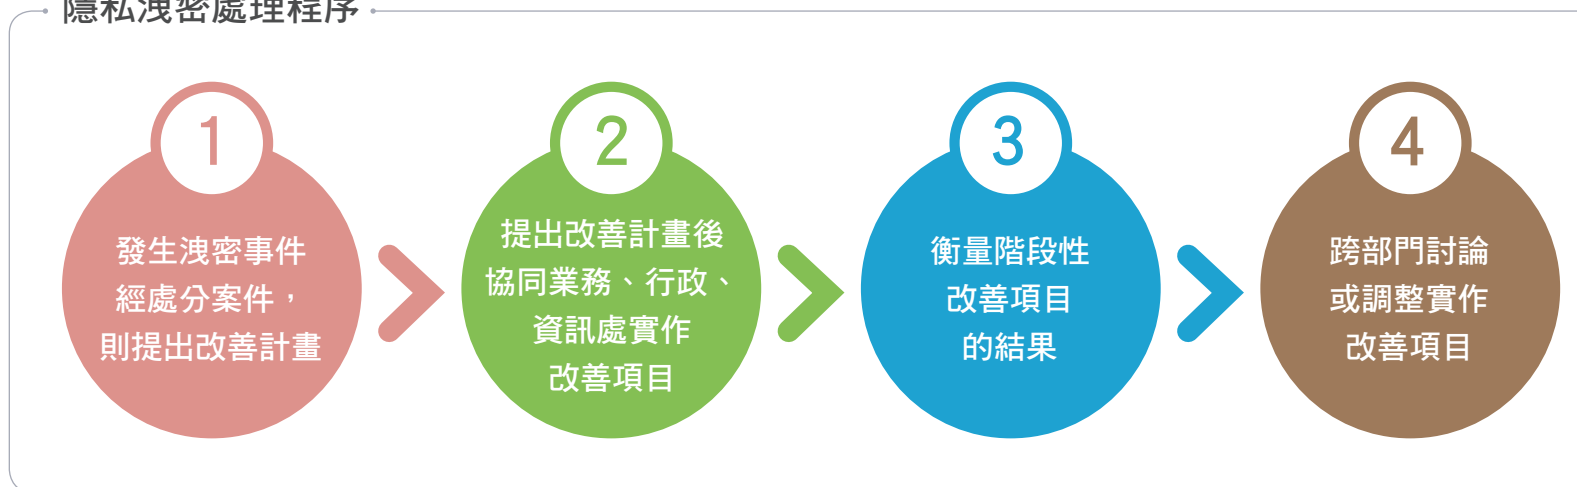 隱私洩密處理程序
1
發生洩密事件
經處分案件，
則提出改善計畫
2
提出改善計畫後
協同業務、行政、
資訊處實作
改善項目
3
衡量階段性
改善項目
的結果
4
跨部門討論
或調整實作
改善項目